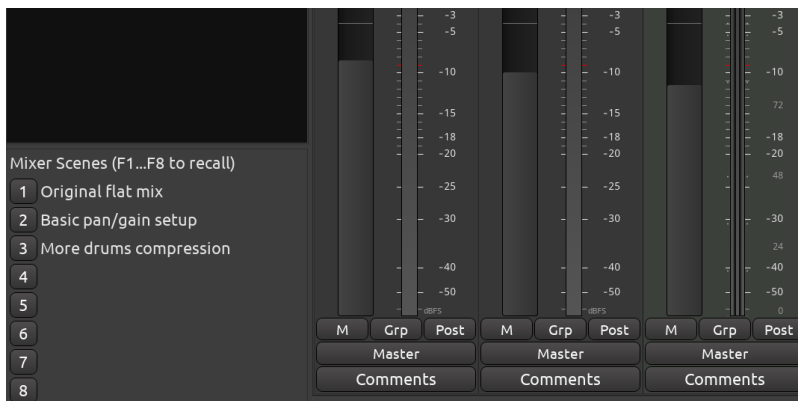 Mixer Scenes (F1...F8 to recall)
1 Original flat mix
2 Basic pan/gain setup
3 More drums compression
4
5
6
7
8
-3
-5
-10
-15
-18
-20
-25
-30
-40
-50
dBFS
M Grp Post
Master
Comments
-3
-5
-10
-15
-18
-20
-25
-30
-40
-50
dBFS
M Grp Post
Master
Comments
-3
-5
-10
72
-18
-20
48
-30
24
-40
-50
0
M Grp Post
Master
Comments